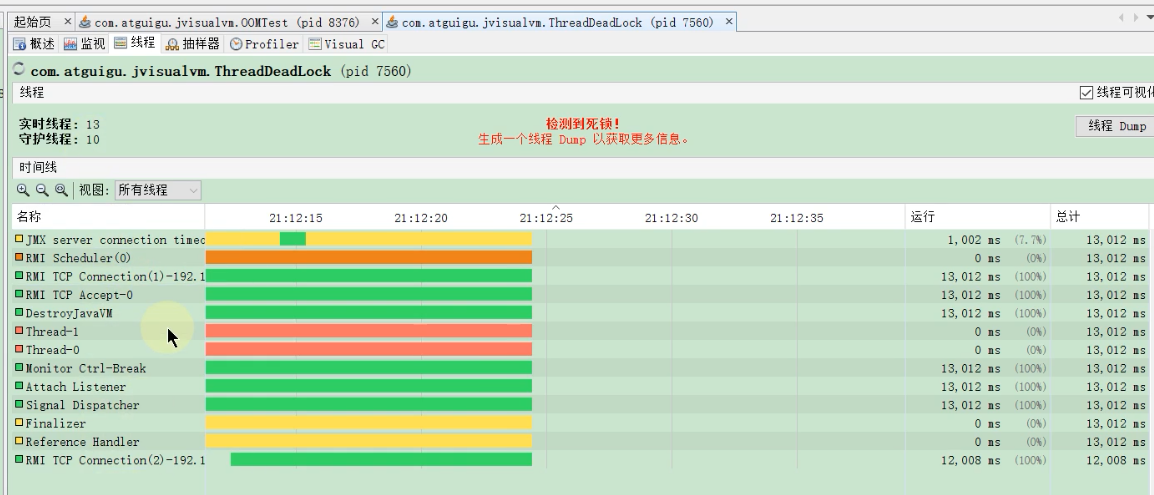 起始页 × com.atguigu.jvisualvm.OOMTest (pid 8376) × com.atguigu.jvisualvm.ThreadDeadLock (pid 7560) ×
概述 监视 线程 抽样器 Profiler Visual GC
com.atguigu.jvisualvm.ThreadDeadLock (pid 7560)
线程 线程可视化
实时线程: 13
守护线程: 10
检测到死锁!
生成一个线程 Dump 以获取更多信息。
线程 Dump
时间线
视图: 所有线程
名称 21:12:15 21:12:20 21:12:25 21:12:30 21:12:35 运行 总计
JMX server connection timeo 1,002 ms (7.7%) 13,012 ms
RMI Scheduler(0) 0 ms (0%) 13,012 ms
RMI TCP Connection(1)-192.1 13,012 ms (100%) 13,012 ms
RMI TCP Accept-0 13,012 ms (100%) 13,012 ms
DestroyJavaVM 13,012 ms (100%) 13,012 ms
Thread-1 0 ms (0%) 13,012 ms
Thread-0 0 ms (0%) 13,012 ms
Monitor Ctrl-Break 13,012 ms (100%) 13,012 ms
Attach Listener 13,012 ms (100%) 13,012 ms
Signal Dispatcher 13,012 ms (100%) 13,012 ms
Finalizer 0 ms (0%) 13,012 ms
Reference Handler 0 ms (0%) 13,012 ms
RMI TCP Connection(2)-192.1 12,008 ms (100%) 12,008 ms